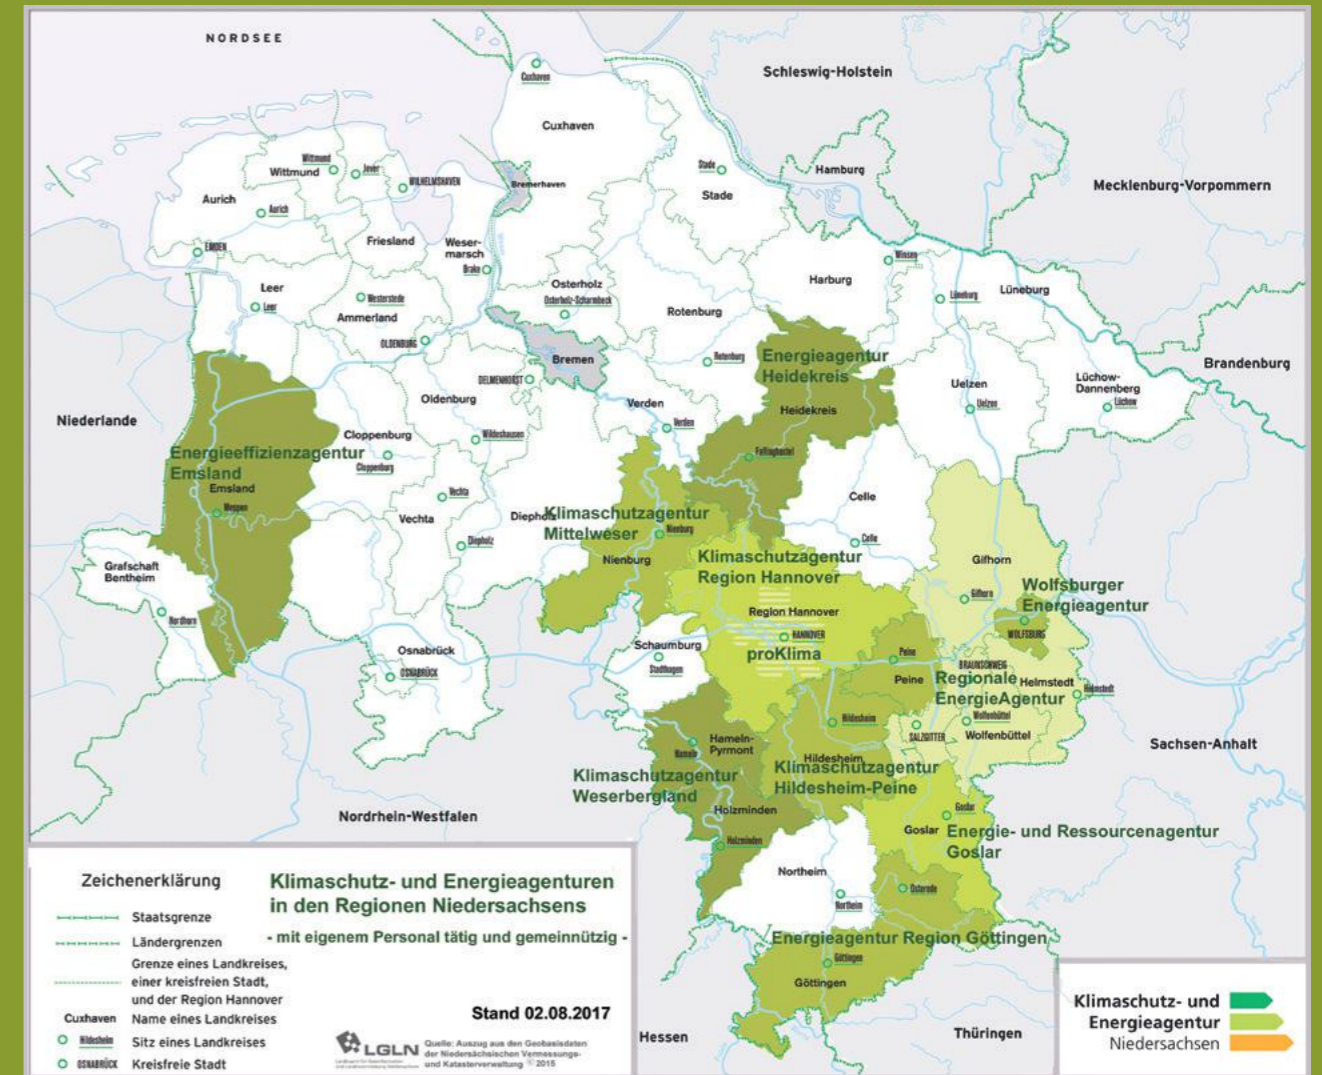 NORDSEE
Schleswig-Holstein
Mecklenburg-Vorpommern
Cuxhaven
Cuxhaven
Stade
Stade
Hamburg
Bremerhaven
Wittmund
Wittmund
Jever
WILHELMSHAVEN
Aurich
Aurich
EMDEN
Friesland
Weser-
marsch
Brake
Leer
Leer
Westerstede
Ammerland
OLDENBURG
Osterholz
Osterholz-Scharmbeck
Rotenburg
Rotenburg
Harburg
Winsen
Lüneburg
Lüneburg
Bremen
DELMENHORST
Oldenburg
Wildeshausen
Verden
Verden
Energieagentur
Heidekreis
Heidekreis
Fallingbostel
Uelzen
Uelzen
Lüchow-
Dannenberg
Lüchow
Brandenburg
Niederlande
Cloppenburg
Cloppenburg
Energieeffizienzagentur
Emsland
Emsland
Meppen
Vechta
Vechta
Diepholz
Diepholz
Klimaschutzagentur
Mittelweser
Nienburg
Nienburg
Celle
Celle
Grafschaft
Bentheim
Nordhorn
Klimaschutzagentur
Region Hannover
Region Hannover
HANNOVER
proKlima
Gifhorn
Gifhorn
Wolfsburger
Energieagentur
WOLFSBURG
Osnabrück
OSNABRÜCK
Schaumburg
Stadthagen
Peine
Peine
BRAUNSCHWEIG
Regionale
EnergieAgentur
Helmstedt
Helmstedt
Hildesheim
Hildesheim
SALZGITTER
Wolfenbüttel
Wolfenbüttel
Sachsen-Anhalt
Hameln-
Pyrmont
Hameln
Klimaschutzagentur
Weserbergland
Klimaschutzagentur
Hildesheim-Peine
Holzminden
Holzminden
Goslar
Goslar
Energie- und Ressourcenagentur
Goslar
Nordrhein-Westfalen
Northeim
Northeim
Osterode
Energieagentur Region Göttingen
Göttingen
Göttingen
Hessen
Thüringen
Zeichenerklärung
Staatsgrenze
Ländergrenzen
Grenze eines Landkreises,
einer kreisfreien Stadt,
und der Region Hannover
Cuxhaven Name eines Landkreises
Hildesheim Sitz eines Landkreises
OSNABRÜCK Kreisfreie Stadt
Klimaschutz- und Energieagenturen
in den Regionen Niedersachsens
- mit eigenem Personal tätig und gemeinnützig -
Stand 02.08.2017
LGLN
Quelle: Auszug aus den Geobasisdaten
der Niedersächsischen Vermessungs-
und Katasterverwaltung © 2015
Klimaschutz- und
Energieagentur
Niedersachsen